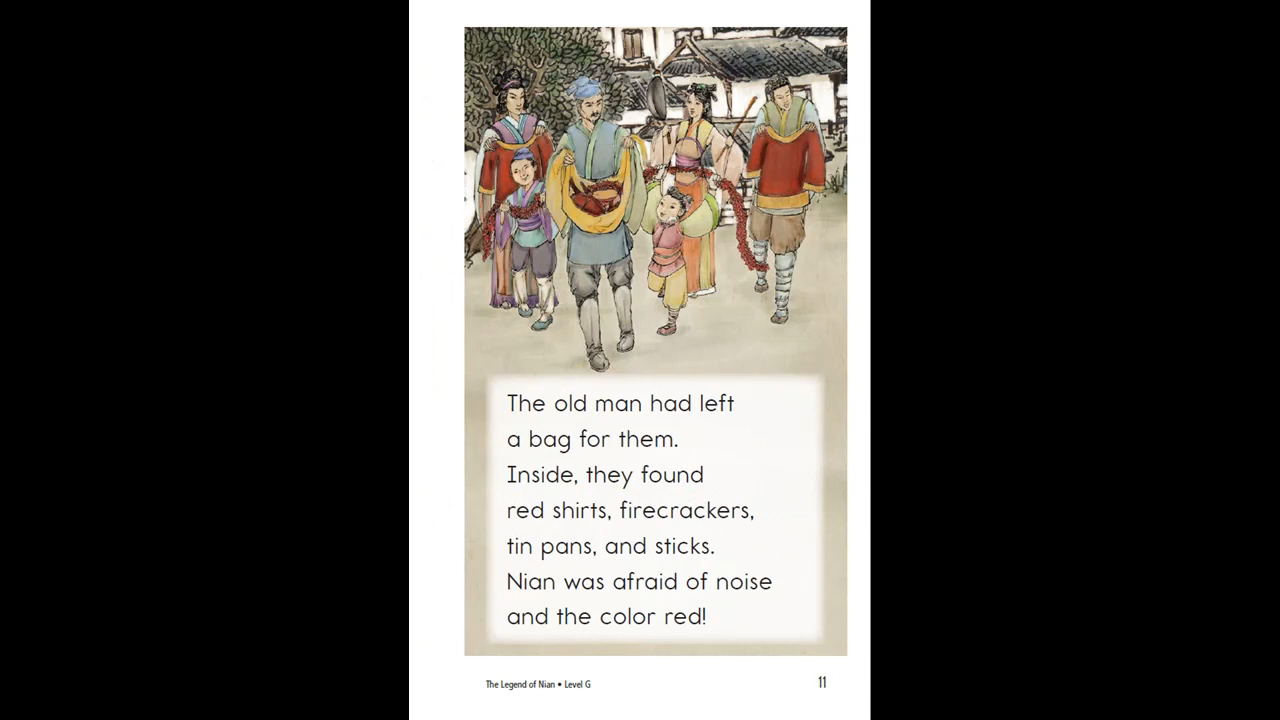 The old man had left
a bag for them.
Inside, they found
red shirts, firecrackers,
tin pans, and sticks.
Nian was afraid of noise
and the color red!
The Legend of Nian • Level G
11